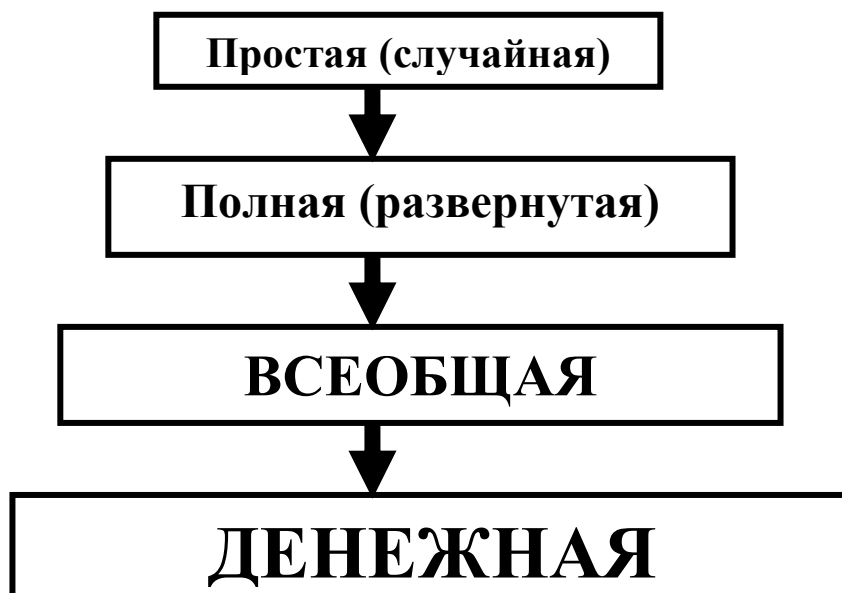 Простая (случайная)
Полная (развернутая)
ВСЕОБЩАЯ
ДЕНЕЖНАЯ